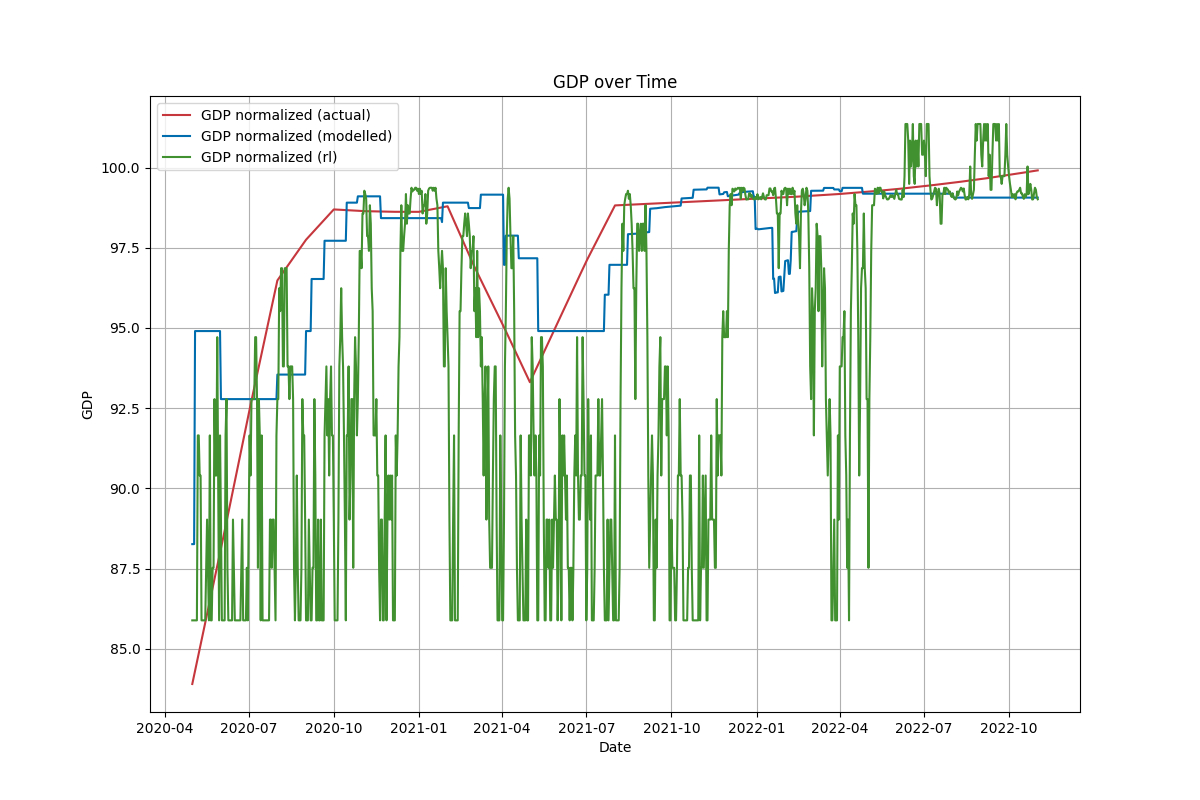 GDP over Time
GDP normalized (actual)
GDP normalized (modelled)
GDP normalized (rl)
GDP
100.0
97.5
95.0
92.5
90.0
87.5
85.0
2020-04 2020-07 2020-10 2021-01 2021-04 2021-07 2021-10 2022-01 2022-04 2022-07 2022-10
Date